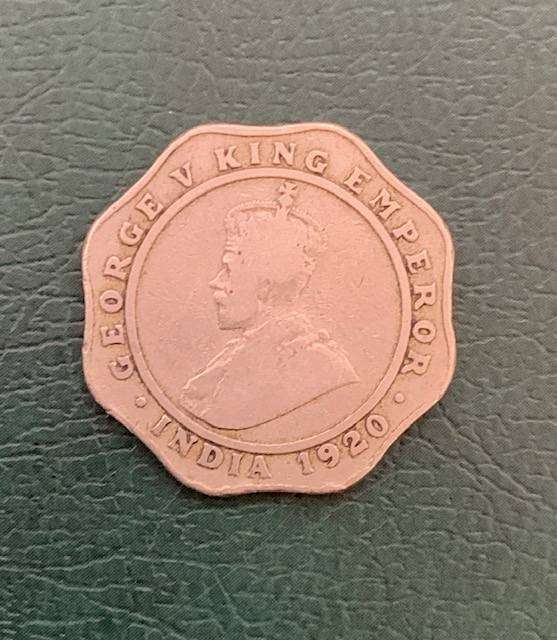 GEORGE V KING EMPEROR
INDIA 1920